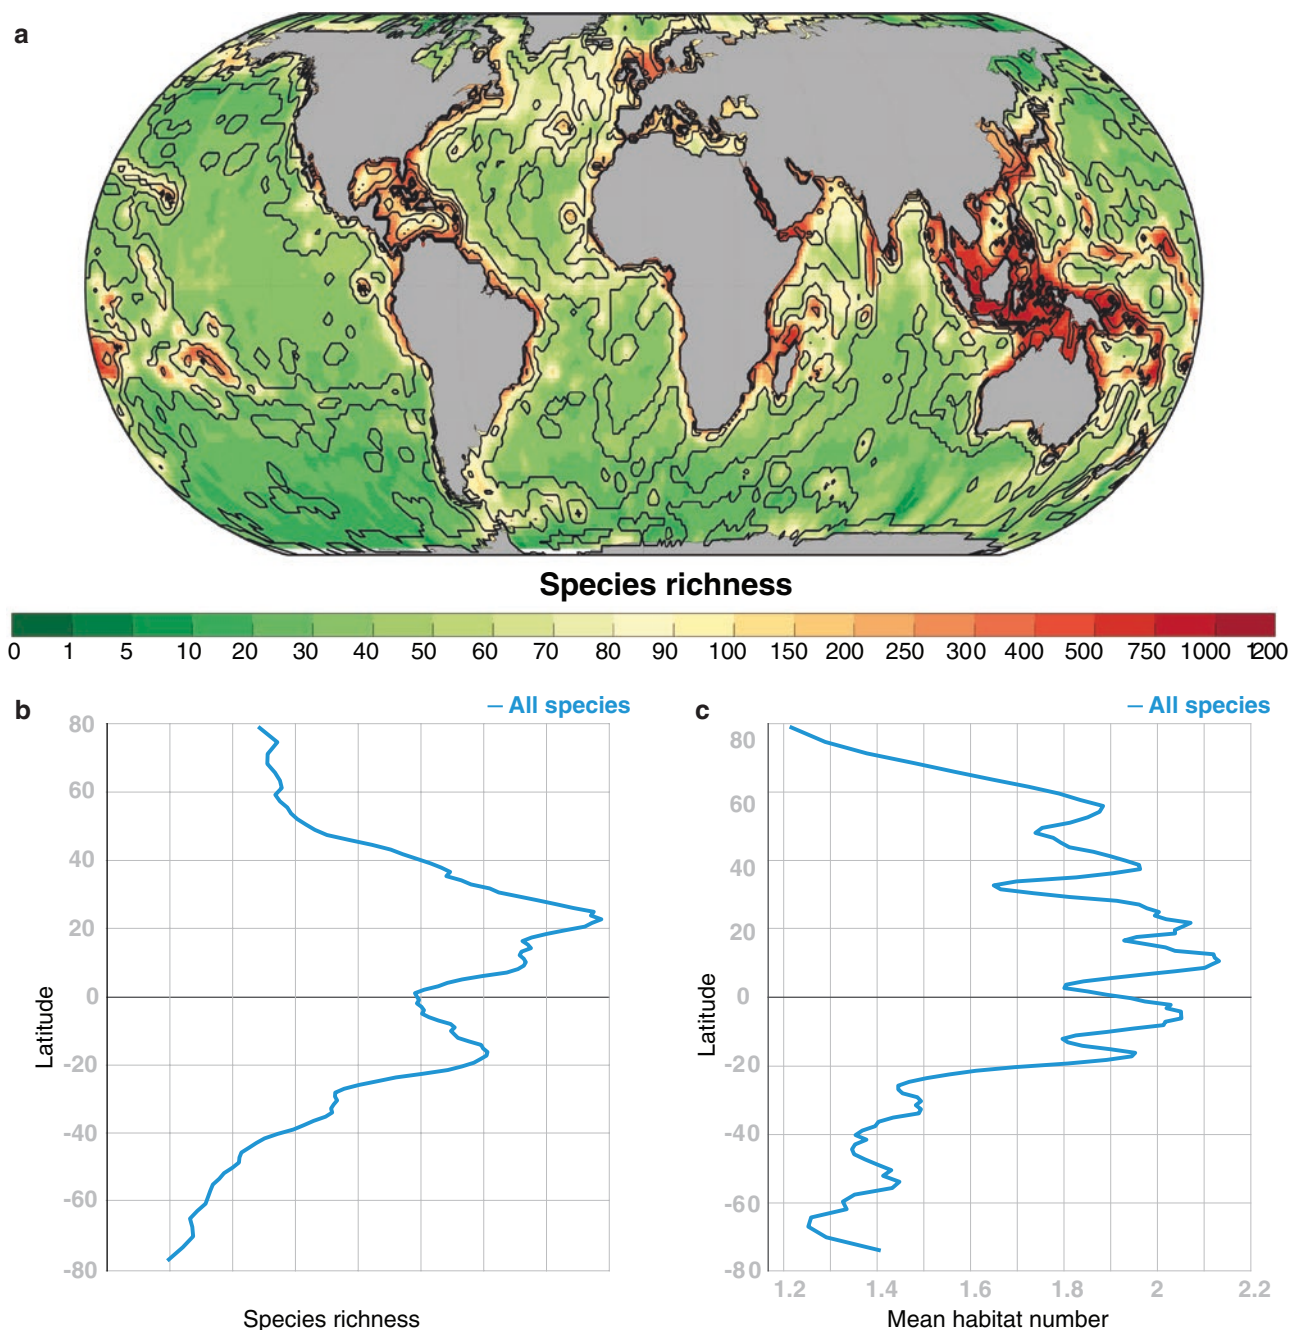 a
Species richness
0 1 5 10 20 30 40 50 60 70 80 90 100 150 200 250 300 400 500 750 1000 1200
b
– All species
80
60
40
20
0
-20
-40
-60
-80
Latitude
Species richness
c
– All species
80
60
40
20
0
-20
-40
-60
-80
Latitude
1.2 1.4 1.6 1.8 2 2.2
Mean habitat number